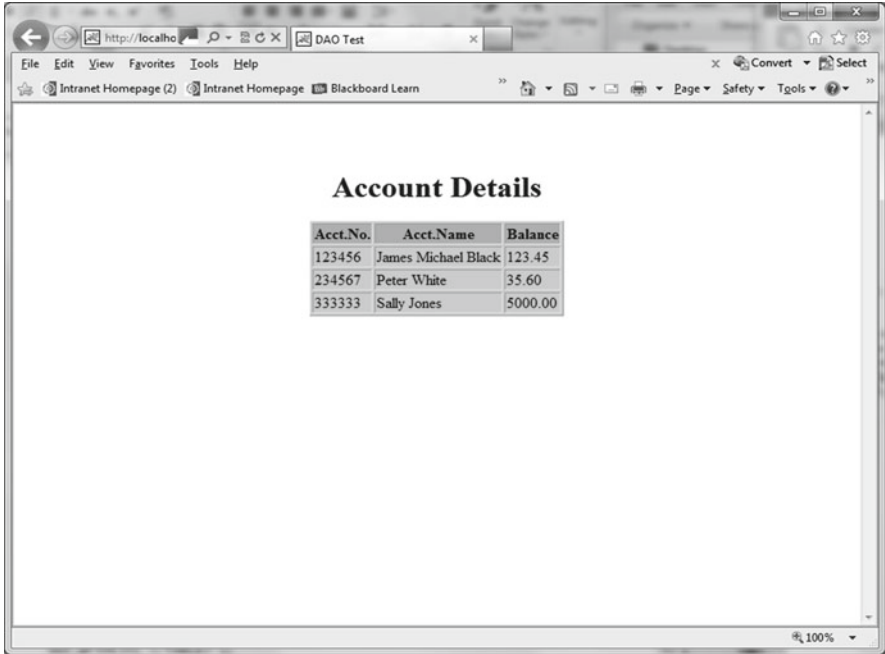 http://localho
DAO Test
File Edit View Favorites Tools Help
x Convert Select
Intranet Homepage (2) Intranet Homepage Blackboard Learn
Page Safety Tools
Account Details
Acct.No. Acct.Name Balance
123456 James Michael Black 123.45
234567 Peter White 35.60
333333 Sally Jones 5000.00
100%